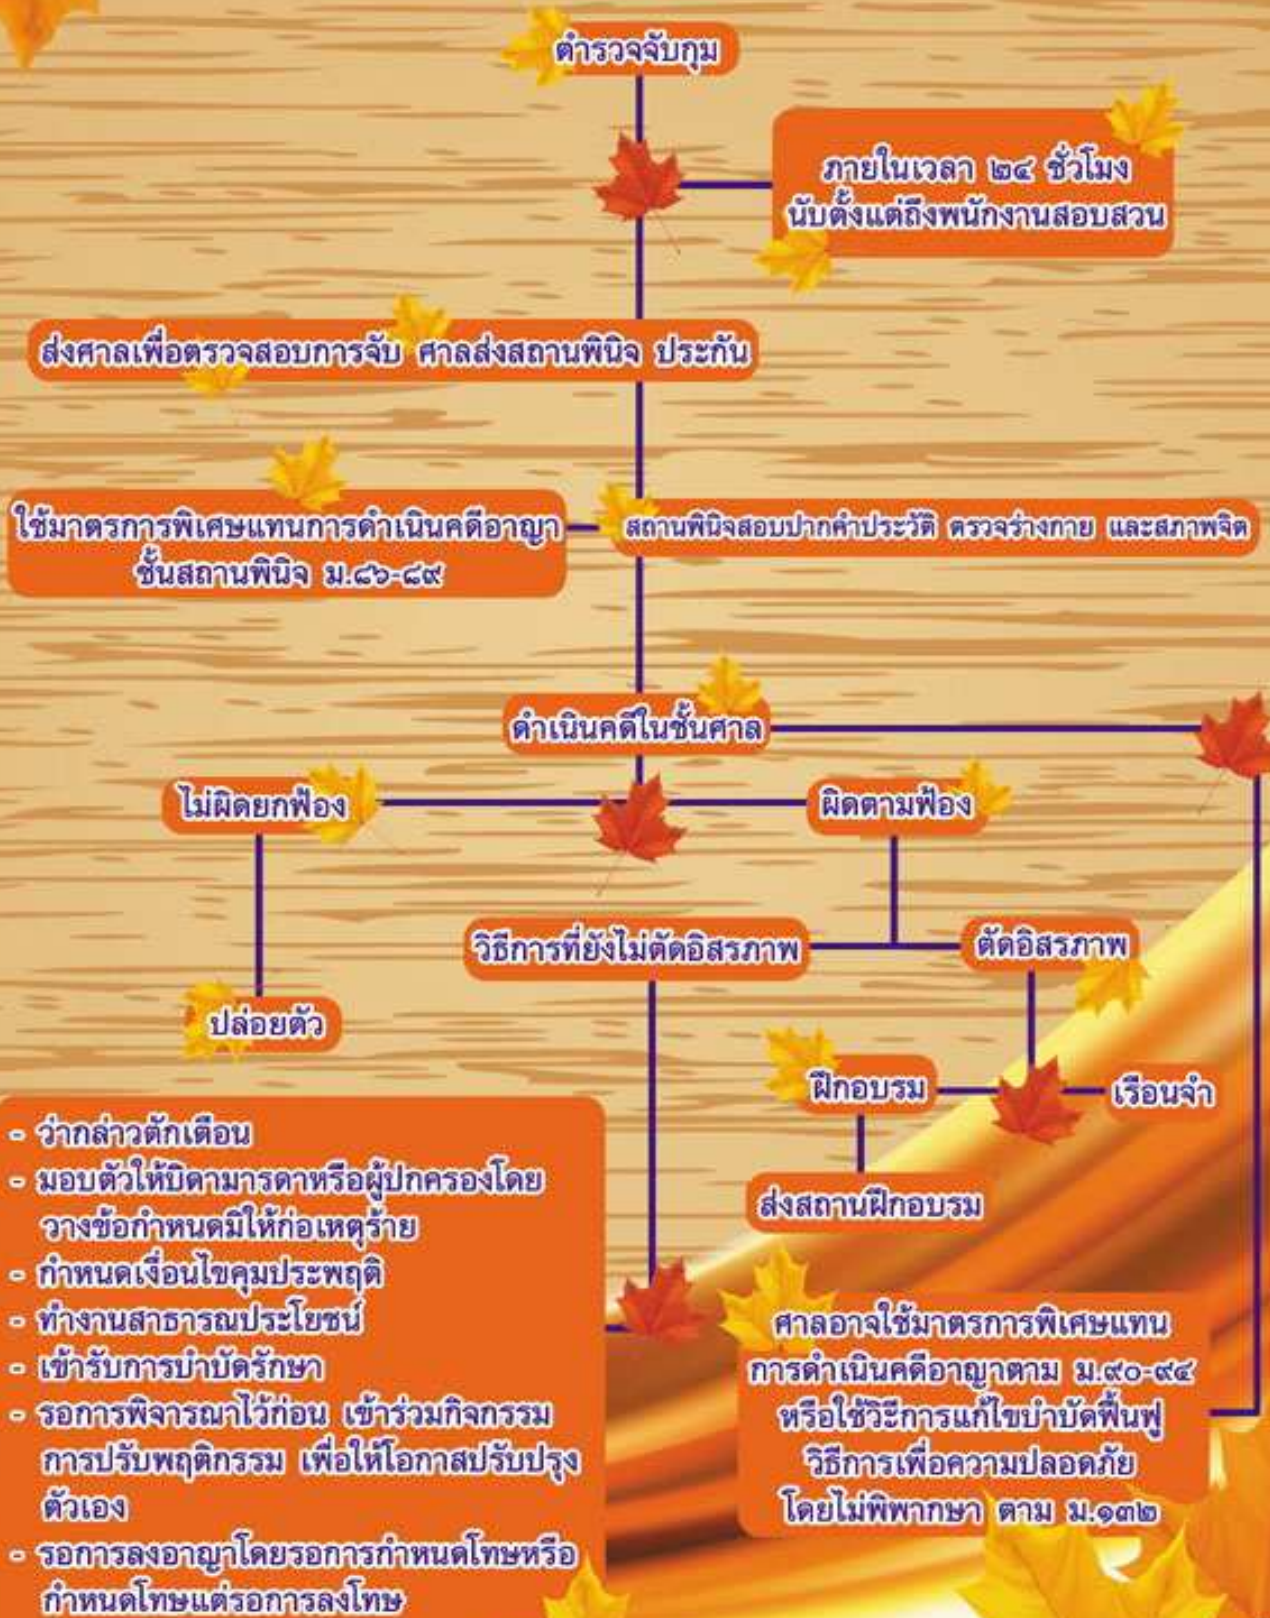 ตำรวจจับกุม
ภายในเวลา ๒๔ ชั่วโมง
นับตั้งแต่ถึงพนักงานสอบสวน
ส่งศาลเพื่อตรวจสอบการจับ ศาลส่งสถานพินิจ ประกัน
ใช้มาตรการพิเศษแทนการดำเนินคดีอาญา
ชั้นสถานพินิจ ม.๘๖-๘๙
สถานพินิจสอบปากคำประวัติ ตรวจร่างกาย และสภาพจิต
ดำเนินคดีในชั้นศาล
ไม่ผิดยกฟ้อง
ผิดตามฟ้อง
วิธีการที่ยังไม่ตัดอิสรภาพ
ตัดอิสรภาพ
ปล่อยตัว
ฝึกอบรม
เรือนจำ
ส่งสถานฝึกอบรม
- ว่ากล่าวตักเตือน
- มอบตัวให้บิดามารดาหรือผู้ปกครองโดย
วางข้อกำหนดมิให้ก่อเหตุร้าย
- กำหนดเงื่อนไขคุมประพฤติ
- ทำงานสาธารณประโยชน์
- เข้ารับการบำบัดรักษา
- รอการพิจารณาไว้ก่อน เข้าร่วมกิจกรรม
การปรับพฤติกรรม เพื่อให้โอกาสปรับปรุง
ตัวเอง
- รอการลงอาญาโดยรอการกำหนดโทษหรือ
กำหนดโทษแต่รอการลงโทษ
ศาลอาจใช้มาตรการพิเศษแทน
การดำเนินคดีอาญาตาม ม.๙๐-๙๔
หรือใช้วิธีการแก้ไขบำบัดฟื้นฟู
วิธีการเพื่อความปลอดภัย
โดยไม่พิพากษา ตาม ม.๑๓๒